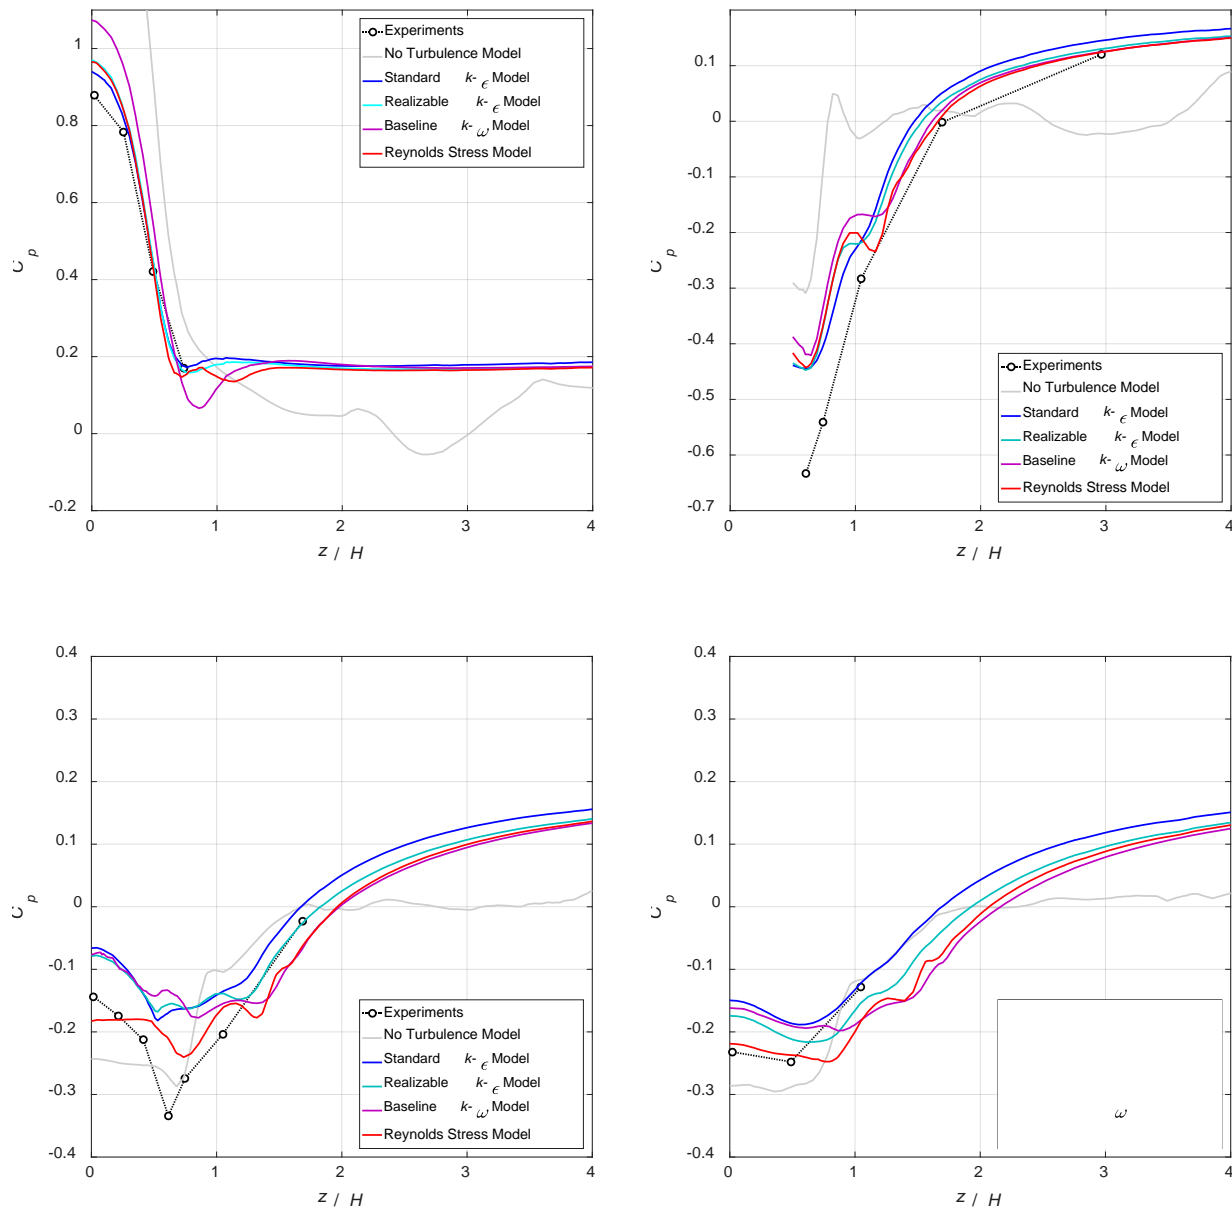 1
0.8
0.6
0.4
0.2
0
-0.2
C p
0 1 2 3 4
z / H
Experiments
No Turbulence Model
Standard k-ϵ Model
Realizable k-ϵ Model
Baseline k-ω Model
Reynolds Stress Model
0.1
0
-0.1
-0.2
-0.3
-0.4
-0.5
-0.6
-0.7
C p
0 1 2 3 4
z / H
Experiments
No Turbulence Model
Standard k-ϵ Model
Realizable k-ϵ Model
Baseline k-ω Model
Reynolds Stress Model
0.4
0.3
0.2
0.1
0
-0.1
-0.2
-0.3
-0.4
C p
0 1 2 3 4
z / H
Experiments
No Turbulence Model
Standard k-ϵ Model
Realizable k-ϵ Model
Baseline k-ω Model
Reynolds Stress Model
0.4
0.3
0.2
0.1
0
-0.1
-0.2
-0.3
-0.4
C p
0 1 2 3 4
z / H
ω